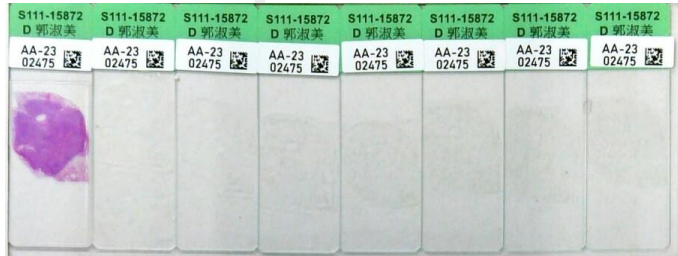 S111-15872 S111-15872 S111-15872 S111-15872 S111-15872 S111-15872 S111-15872 S111-15872
D 郭淑美 D 郭淑美 D 郭淑美 D 郭淑美 D 郭淑美 D 郭淑美 D 郭淑美 D 郭淑美
AA-23 AA-23 AA-23 AA-23 AA-23 AA-23 AA-23 AA-23
02475 02475 02475 02475 02475 02475 02475 02475